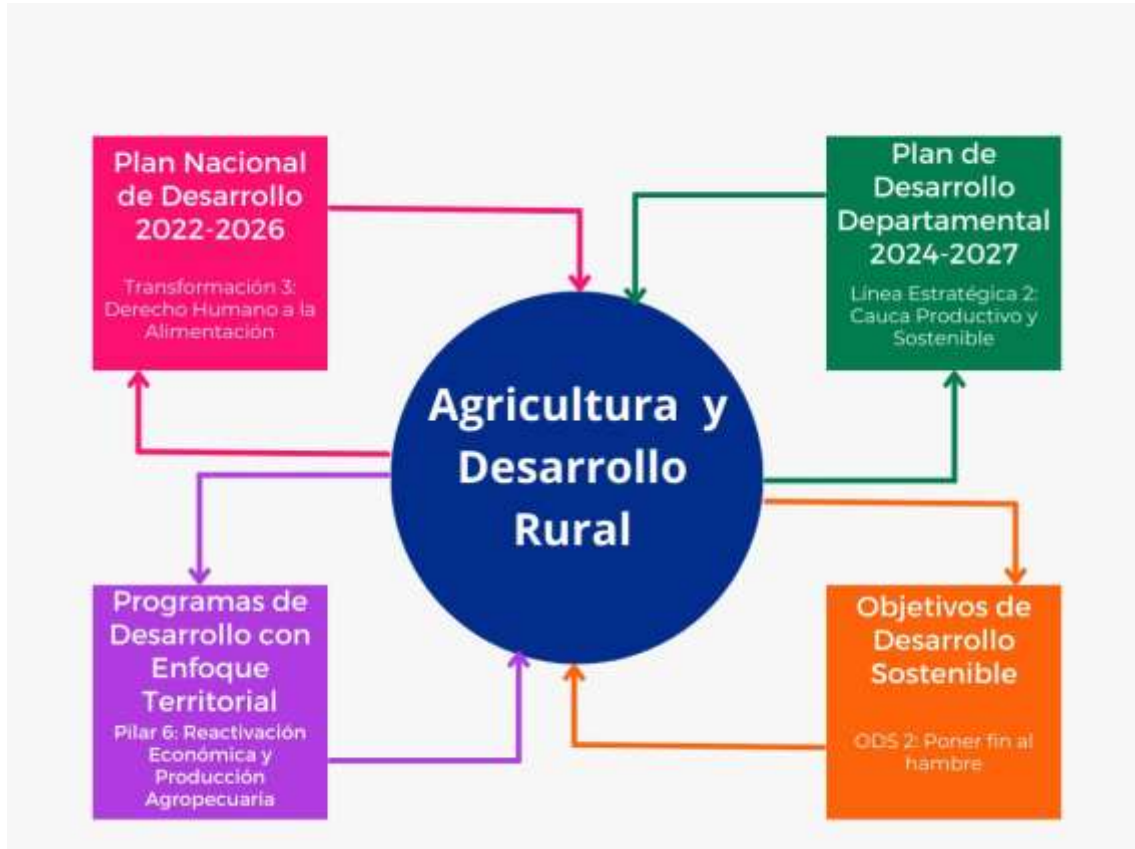 Plan Nacional
de Desarrollo
2022-2026
Transformación 3:
Derecho Humano a la
Alimentación
Plan de
Desarrollo
Departamental
2024-2027
Línea Estratégica 2:
Cauca Productivo y
Sostenible
Agricultura y
Desarrollo
Rural
Programas de
Desarrollo con
Enfoque
Territorial
Pilar 6: Reactivación
Económica y
Producción
Agropecuaria
Objetivos de
Desarrollo
Sostenible
ODS 2: Poner fin al
hambre